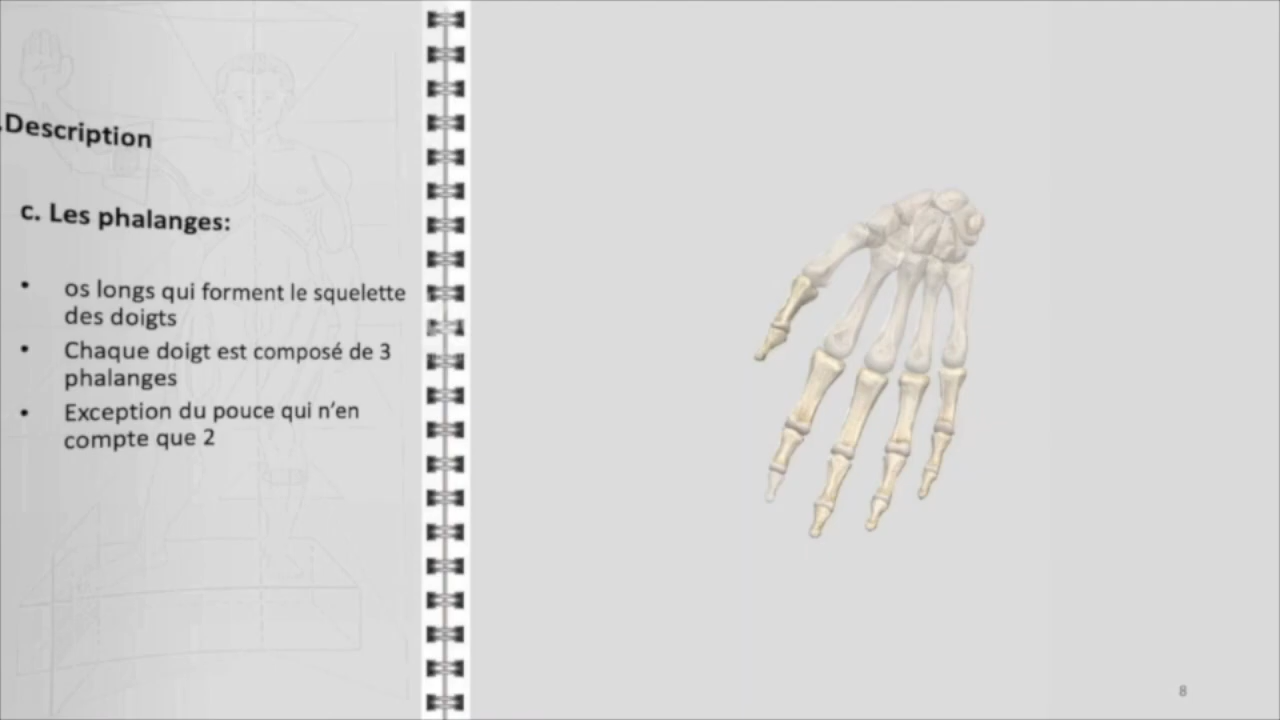 .Description
c. Les phalanges:
• os longs qui forment le squelette
des doigts
• Chaque doigt est composé de 3
phalanges
• Exception du pouce qui n’en
compte que 2
8